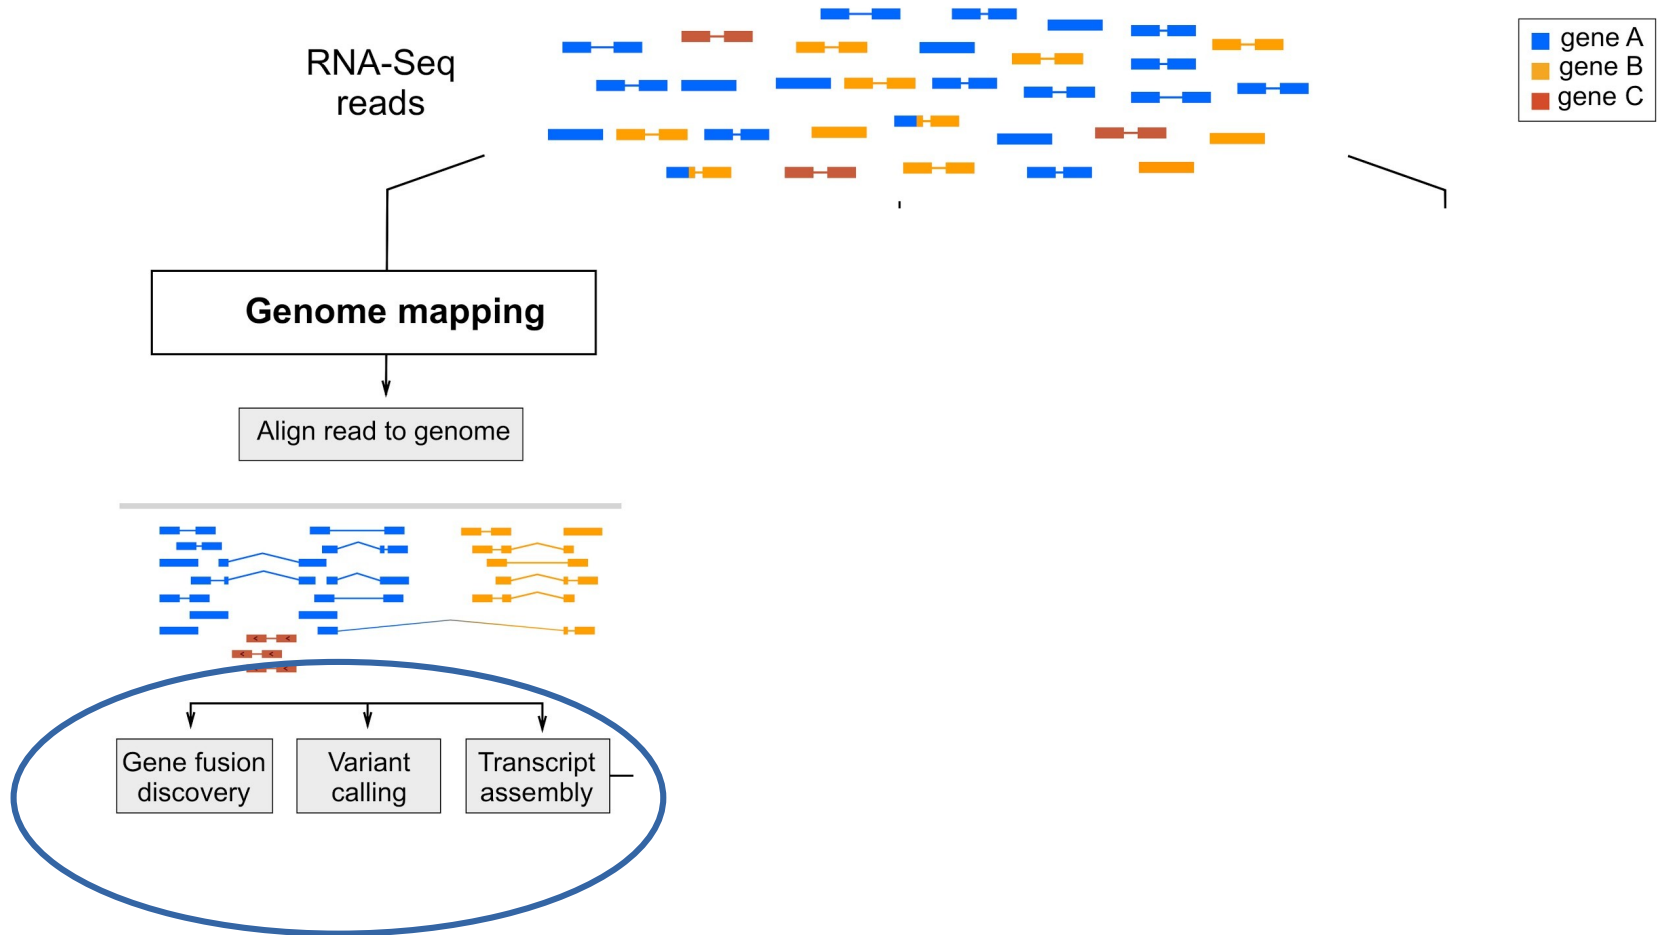 RNA-Seq
reads
gene A
gene B
gene C
Genome mapping
Align read to genome
Gene fusion
discovery
Variant
calling
Transcript
assembly